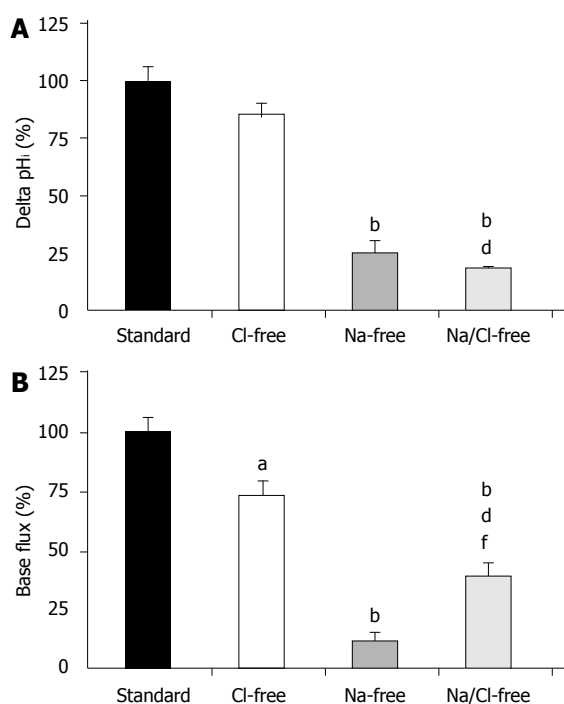 A
Delta pHi (%)
125
100
75
50
25
0
b
b
d
Standard Cl-free Na-free Na/Cl-free
B
Base flux (%)
125
100
75
50
25
0
a
b
b
d
f
Standard Cl-free Na-free Na/Cl-free